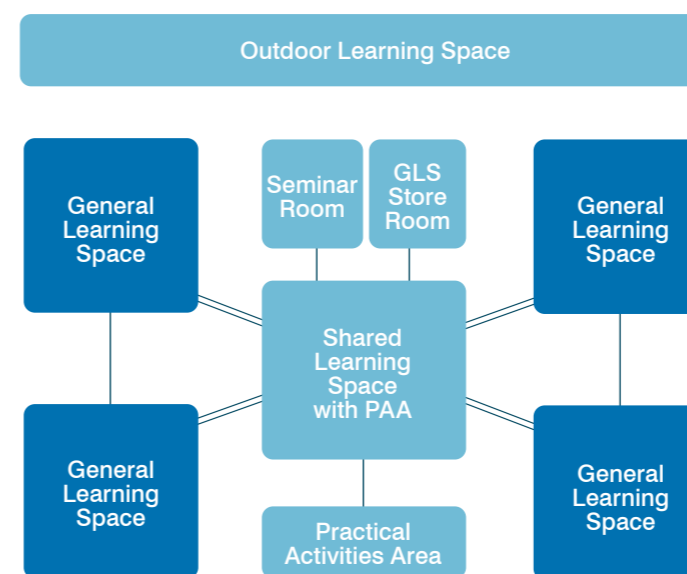 Outdoor Learning Space
General
Learning
Space
Seminar
Room
GLS
Store
Room
General
Learning
Space
Shared
Learning
Space
with PAA
General
Learning
Space
Practical
Activities Area
General
Learning
Space